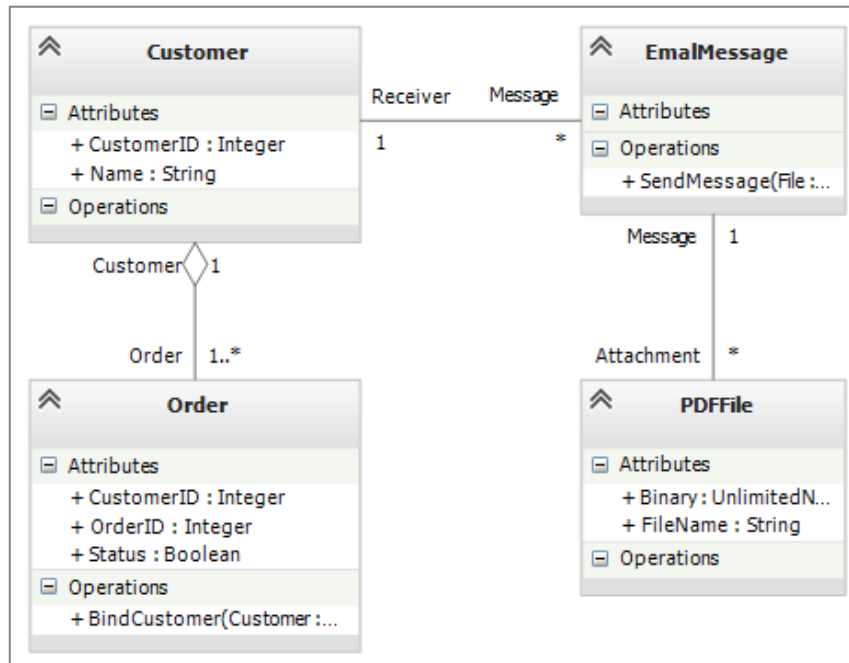 Customer
Attributes
+ CustomerID : Integer
+ Name : String
Operations
Receiver
Message
1
*
EmalMessage
Attributes
Operations
+ SendMessage(File :...
Customer
1
Order
1..*
Message
1
Attachment
*
Order
Attributes
+ CustomerID : Integer
+ OrderID : Integer
+ Status : Boolean
Operations
+ BindCustomer(Customer :...
PDFFile
Attributes
+ Binary : UnlimitedN...
+ FileName : String
Operations